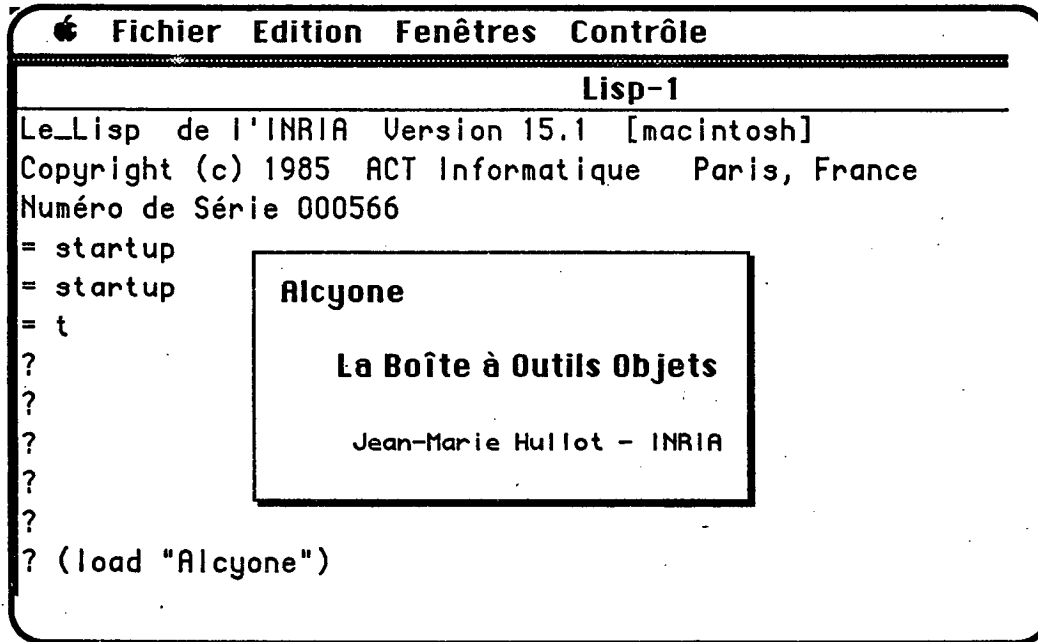 Fichier Edition Fenêtres Contrôle
Lisp-1
Le_Lisp de l'INRIA Version 15.1 [macintosh]
Copyright (c) 1985 ACT Informatique Paris, France
Numéro de Série 000566
= startup
= startup
= t
?
?
?
?
?
? (load "Alcyone")
Alcyone
La Boîte à Outils Objets
Jean-Marie Hullot - INRIA